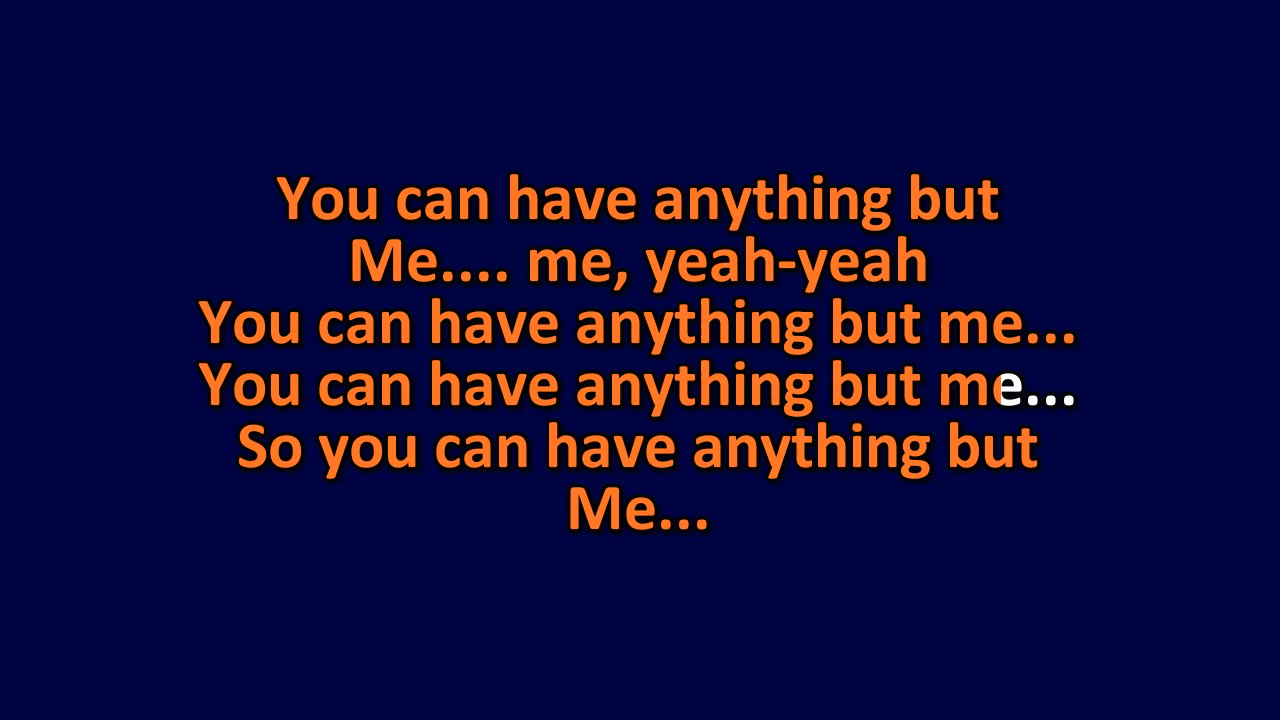 You can have anything but
Me.... me, yeah-yeah
You can have anything but me...
You can have anything but me...
So you can have anything but
Me...